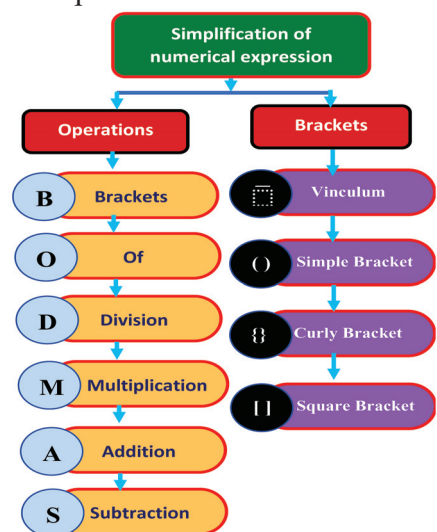 Simplification of
numerical expression
Operations
B Brackets
O Of
D Division
M Multiplication
A Addition
S Subtraction
Brackets
Vinculum
( ) Simple Bracket
{} Curly Bracket
[ ] Square Bracket